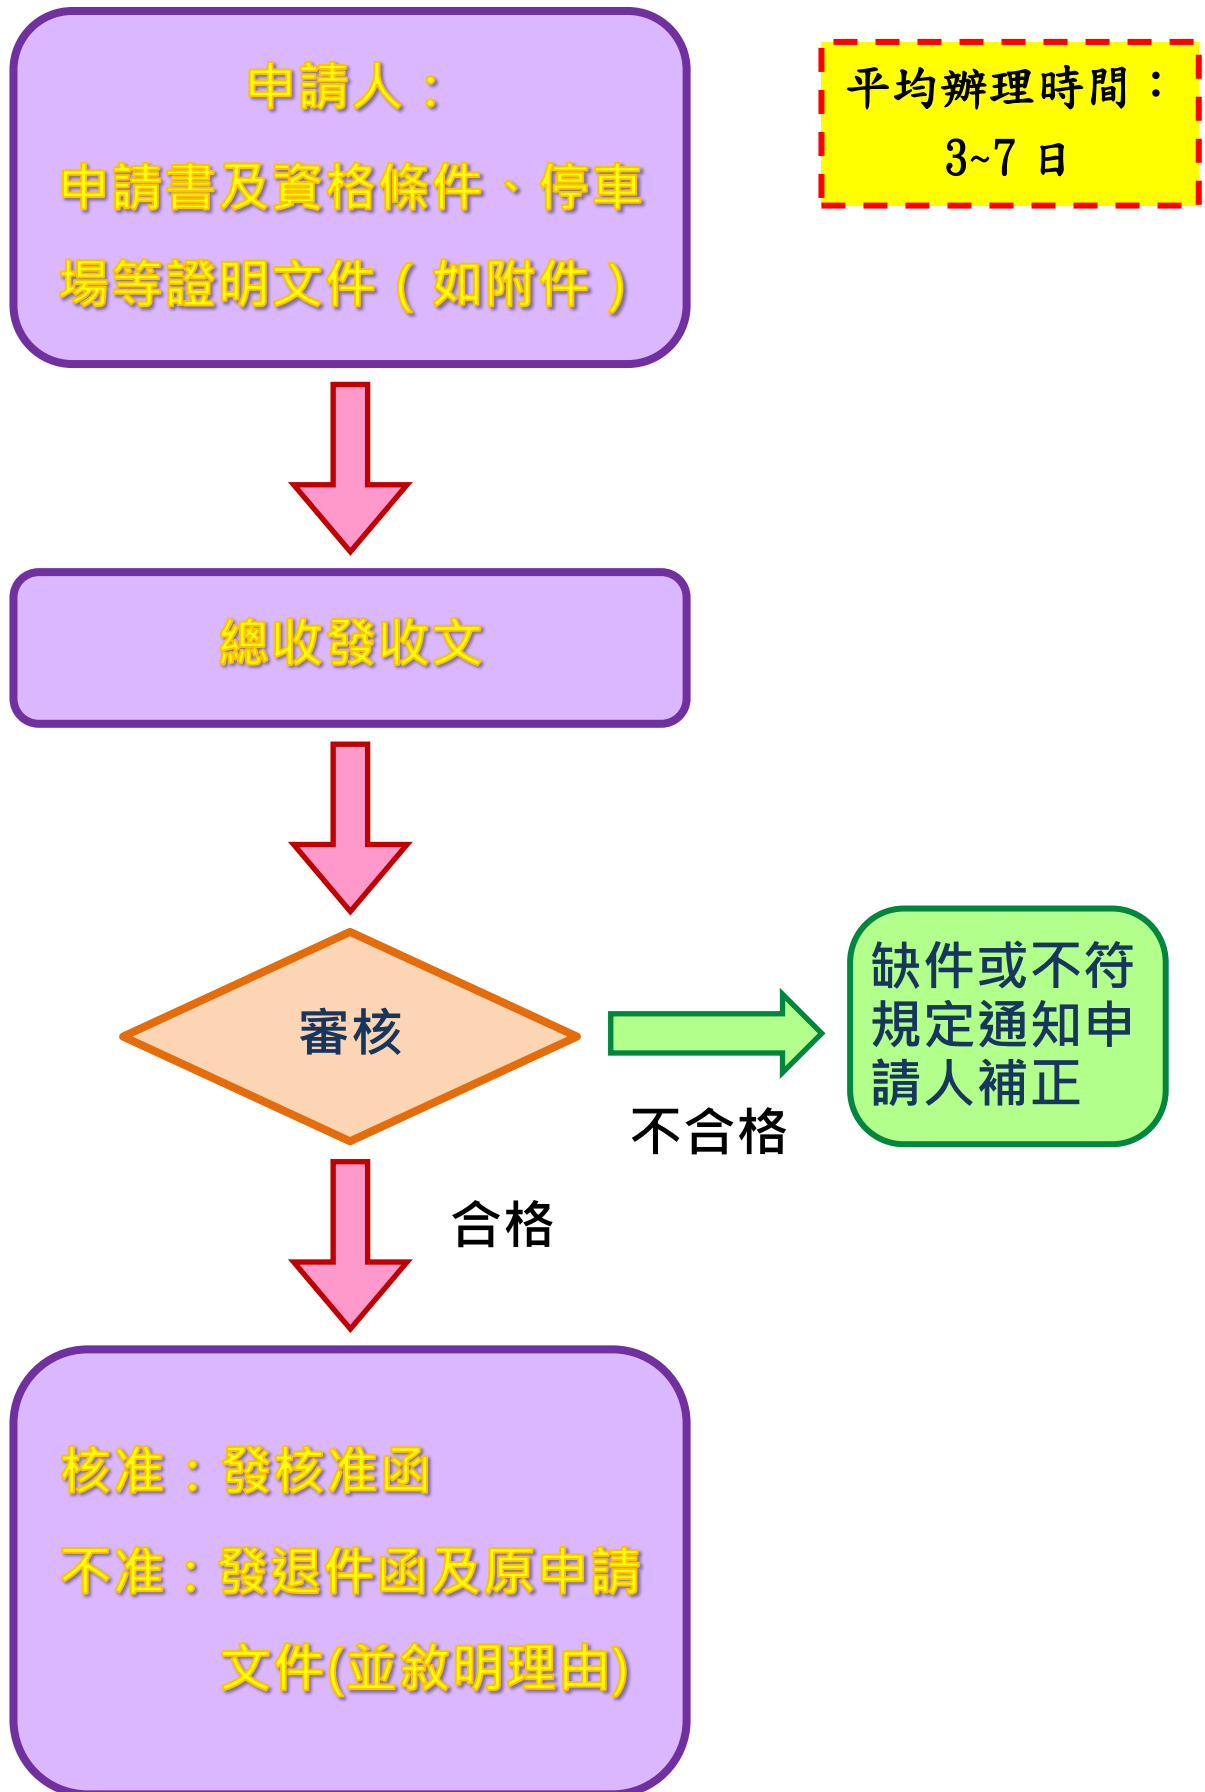 申請人：
申請書及資格條件、停車
場等證明文件（如附件）
平均辦理時間：
3~7 日
總收發收文
審核
不合格
缺件或不符
規定通知申
請人補正
合格
核准：發核准函
不准：發退件函及原申請
文件(並敘明理由)